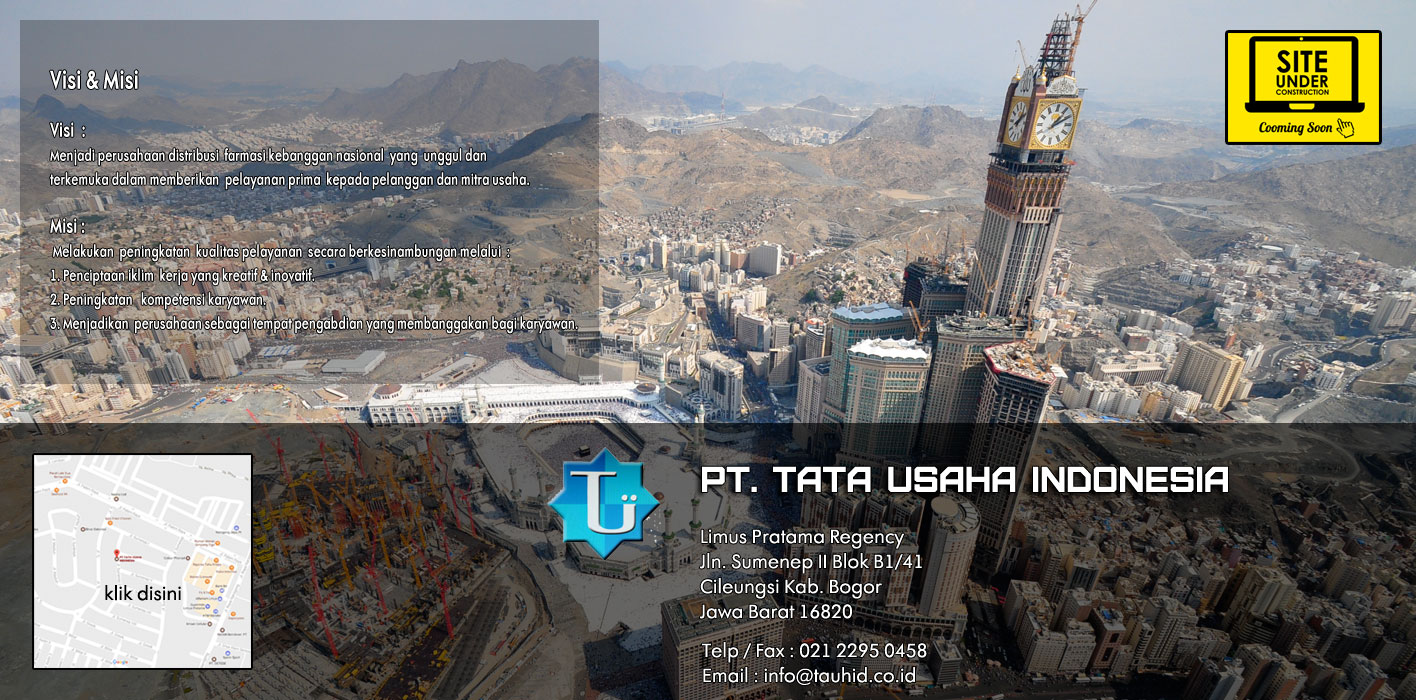 Visi & Misi
Visi :
Menjadi perusahaan distribusi farmasi kebanggan nasional yang unggul dan
terkemuka dalam memberikan pelayanan prima kepada pelanggan dan mitra usaha.
Misi :
Melakukan peningkatan kualitas pelayanan secara berkesinambungan melalui :
1. Penciptaan iklim kerja yang kreatif & inovatif.
2. Peningkatan kompetensi karyawan.
3. Menjadikan perusahaan sebagai tempat pengabdian yang membanggakan bagi karyawan.
SITE
UNDER
CONSTRUCTION
Cooming Soon
klik disini
Google
TÜ
PT. TATA USAHA INDONESIA
Limus Pratama Regency
Jln. Sumenep II Blok B1/41
Cileungsi Kab. Bogor
Jawa Barat 16820
Telp / Fax : 021 2295 0458
Email : info@tauhid.co.id